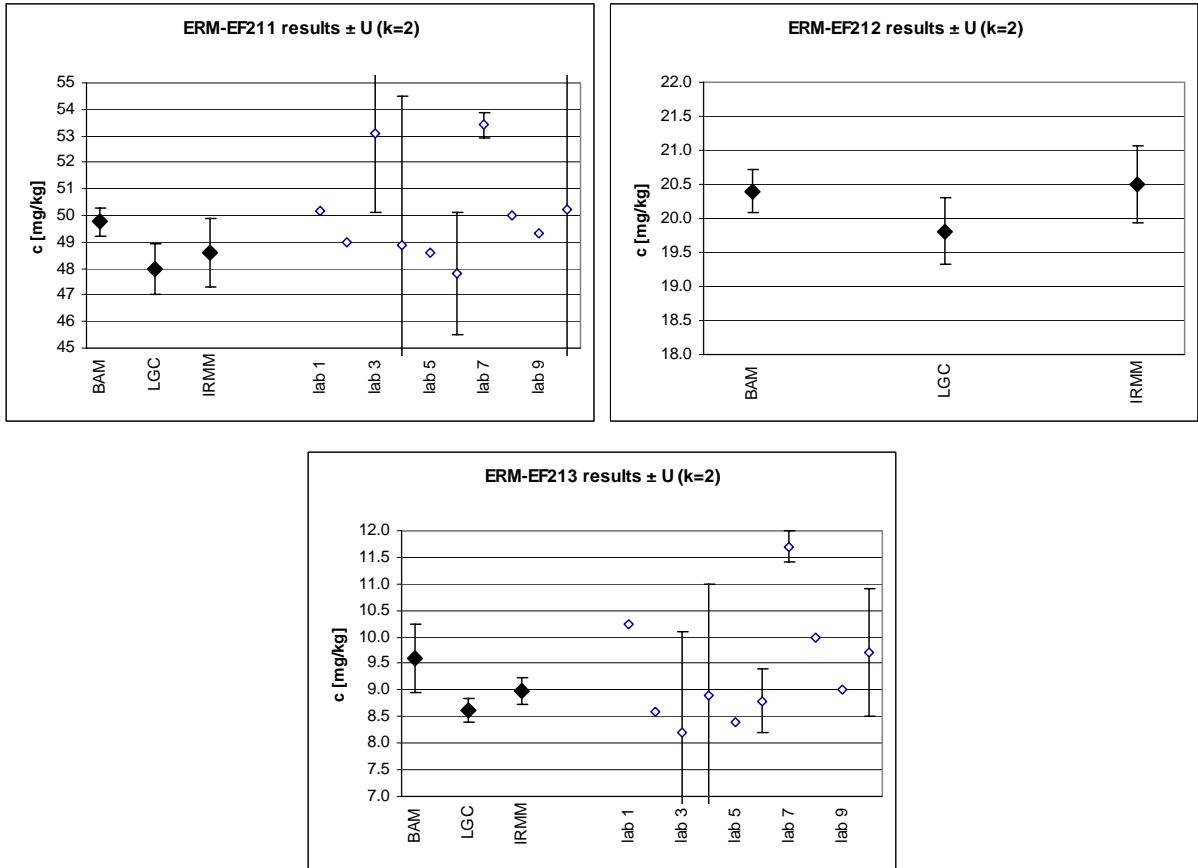 ERM-EF211 results ± U (k=2)
c [mg/kg]
55
54
53
52
51
50
49
48
47
46
45
BAM
LGC
IRMM
lab 1
lab 3
lab 5
lab 7
lab 9
ERM-EF212 results ± U (k=2)
c [mg/kg]
22.0
21.5
21.0
20.5
20.0
19.5
19.0
18.5
18.0
BAM
LGC
IRMM
ERM-EF213 results ± U (k=2)
c [mg/kg]
12.0
11.5
11.0
10.5
10.0
9.5
9.0
8.5
8.0
7.5
7.0
BAM
LGC
IRMM
lab 1
lab 3
lab 5
lab 7
lab 9